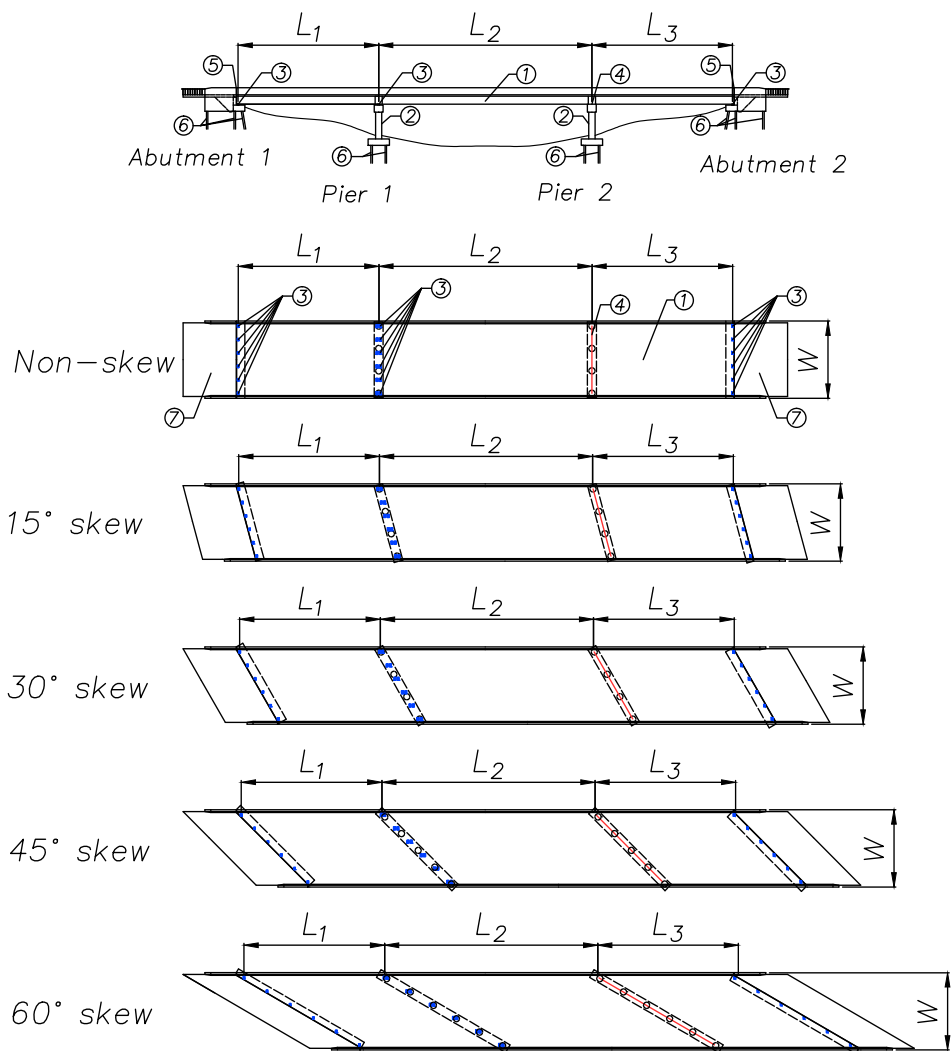 L1 L2 L3
⑤ ③ ③ ① ④ ⑤ ③
② ②
⑥ ⑥ ⑥ ⑥
Abutment 1 Abutment 2
Pier 1 Pier 2
L1 L2 L3
③ ③ ④ ① ③
Non-skew W
⑦ ⑦
L1 L2 L3
15° skew W
L1 L2 L3
30° skew W
L1 L2 L3
45° skew W
L1 L2 L3
60° skew W